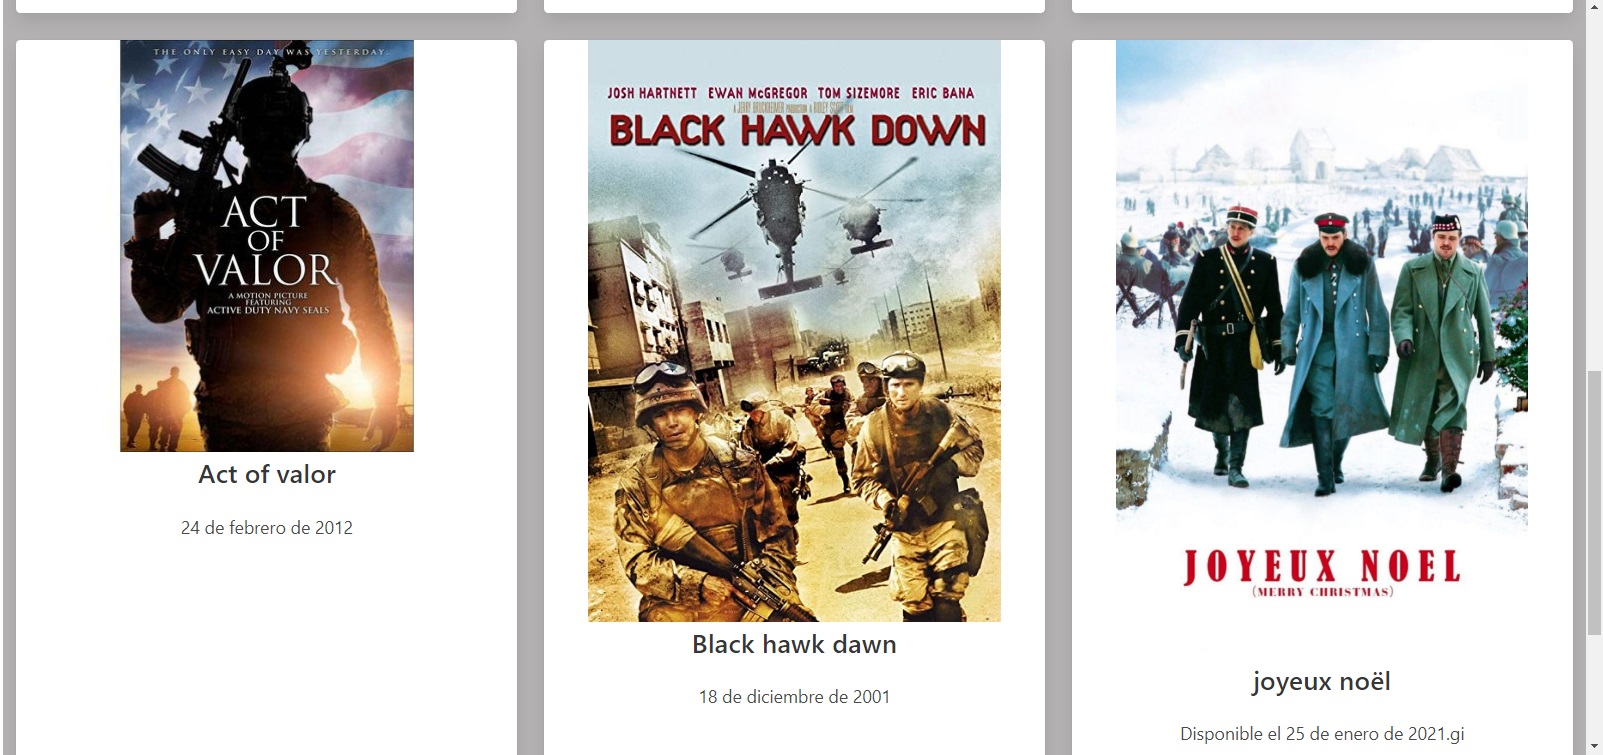 THE ONLY EASY DAY WAS YESTERDAY.
ACT
OF
VALOR
A MOTION PICTURE
FEATURING
ACTIVE DUTY NAVY SEALS
Act of valor
24 de febrero de 2012
JOSH HARTNETT EWAN McGREGOR TOM SIZEMORE ERIC BANA
A JERRY BRUCKHEIMER PRODUCTION A RIDLEY SCOTT FILM
BLACK HAWK DOWN
Black hawk dawn
18 de diciembre de 2001
JOYEUX NOEL
(MERRY CHRISTMAS)
joyeux noël
Disponible el 25 de enero de 2021.gi